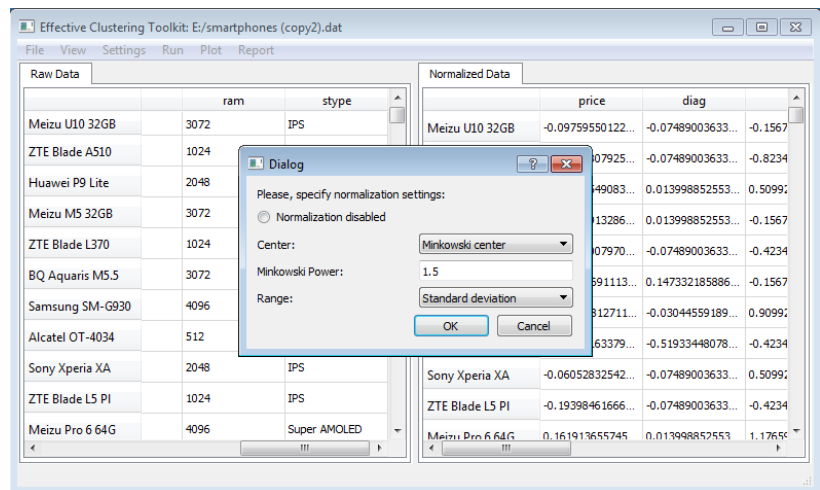 Effective Clustering Toolkit: E:/smartphones (copy2).dat
File View Settings Run Plot Report
Raw Data
ram stype
Meizu U10 32GB 3072 IPS
ZTE Blade A510 1024
Huawei P9 Lite 2048
Meizu M5 32GB 3072
ZTE Blade L370 1024
BQ Aquaris M5.5 3072
Samsung SM-G930 4096
Alcatel OT-4034 512
Sony Xperia XA 2048 IPS
ZTE Blade L5 PI 1024 IPS
Meizu Pro 6 64G 4096 Super AMOLED
Dialog
Please, specify normalization settings:
Normalization disabled
Center: Minkowski center
Minkowski Power: 1.5
Range: Standard deviation
OK Cancel
Normalized Data
price diag
Meizu U10 32GB -0.09759550122... -0.07489003633... -0.1567
07925... -0.07489003633... -0.8234
49083... 0.013998852553... 0.50992
13286... 0.013998852553... -0.1567
07970... -0.07489003633... -0.4234
591113... 0.147332185886... -0.1567
312711... -0.03044559189... 0.90992
63379... -0.51933448078... -0.4234
Sony Xperia XA -0.06052832542... -0.07489003633... 0.50992
ZTE Blade L5 PI -0.19398461666... -0.07489003633... -0.4234
Meizu Pro 6 64G 0.161913655745 0.013998852553 1.17659